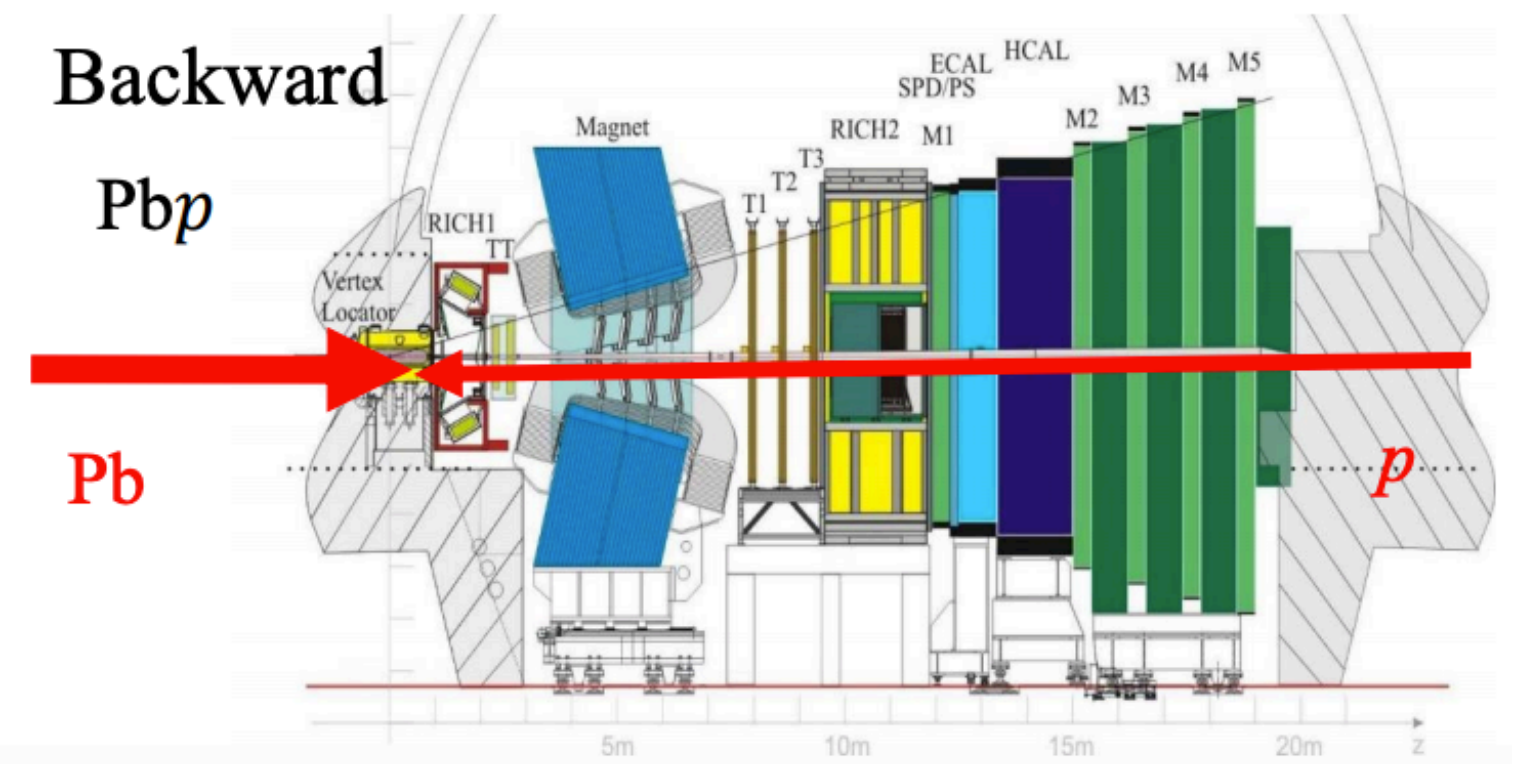 Backward
Pbp
HCAL
ECAL
SPD/PS
M1
M2
M3
M4
M5
RICH2
Magnet
T1
T2
T3
RICH1
TT
Vertex
Locator
Pb
p
5m
10m
15m
20m
z